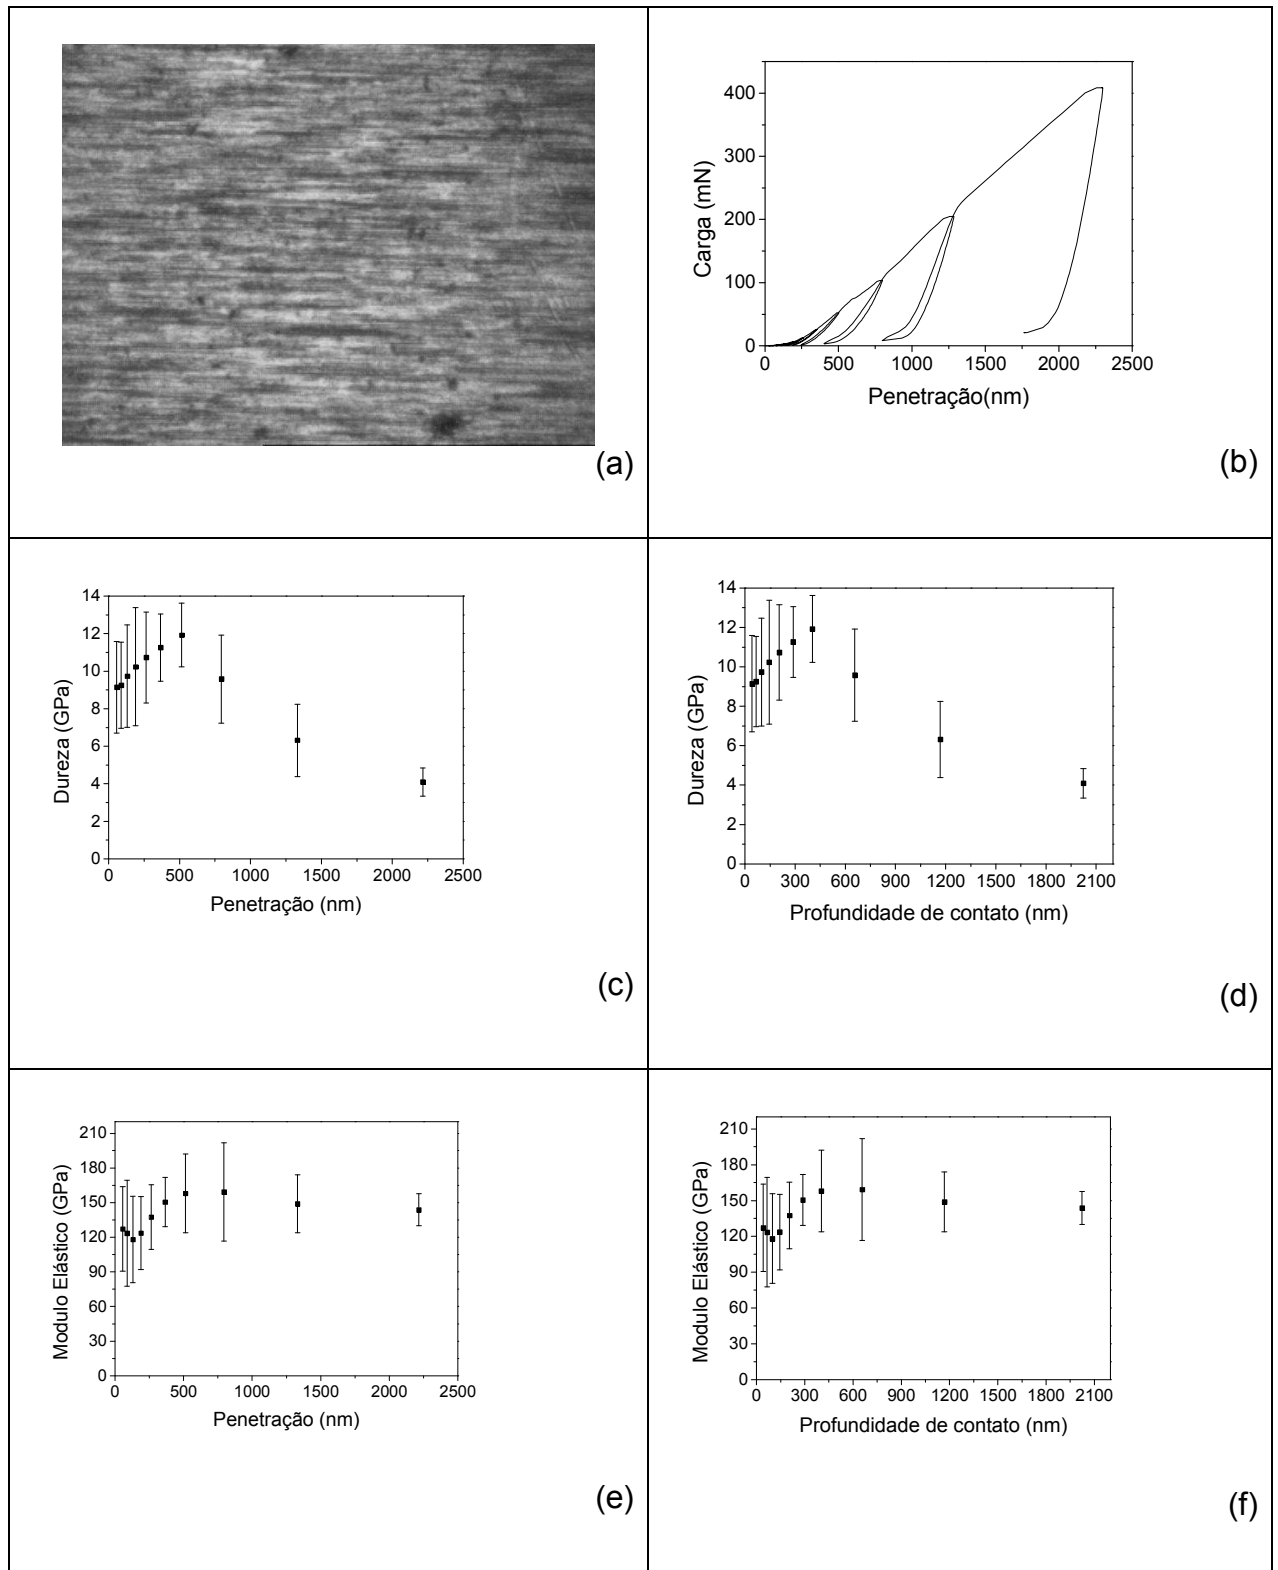 (a)
400
300
200
100
0
Carga (mN)
0 500 1000 1500 2000 2500
Penetração(nm)
(b)
14
12
10
8
6
4
2
0
Dureza (GPa)
0 500 1000 1500 2000 2500
Penetração (nm)
(c)
14
12
10
8
6
4
2
0
Dureza (GPa)
0 300 600 900 1200 1500 1800 2100
Profundidade de contato (nm)
(d)
210
180
150
120
90
60
30
0
Modulo Elástico (GPa)
0 500 1000 1500 2000 2500
Penetração (nm)
(e)
210
180
150
120
90
60
30
0
Modulo Elástico (GPa)
0 300 600 900 1200 1500 1800 2100
Profundidade de contato (nm)
(f)